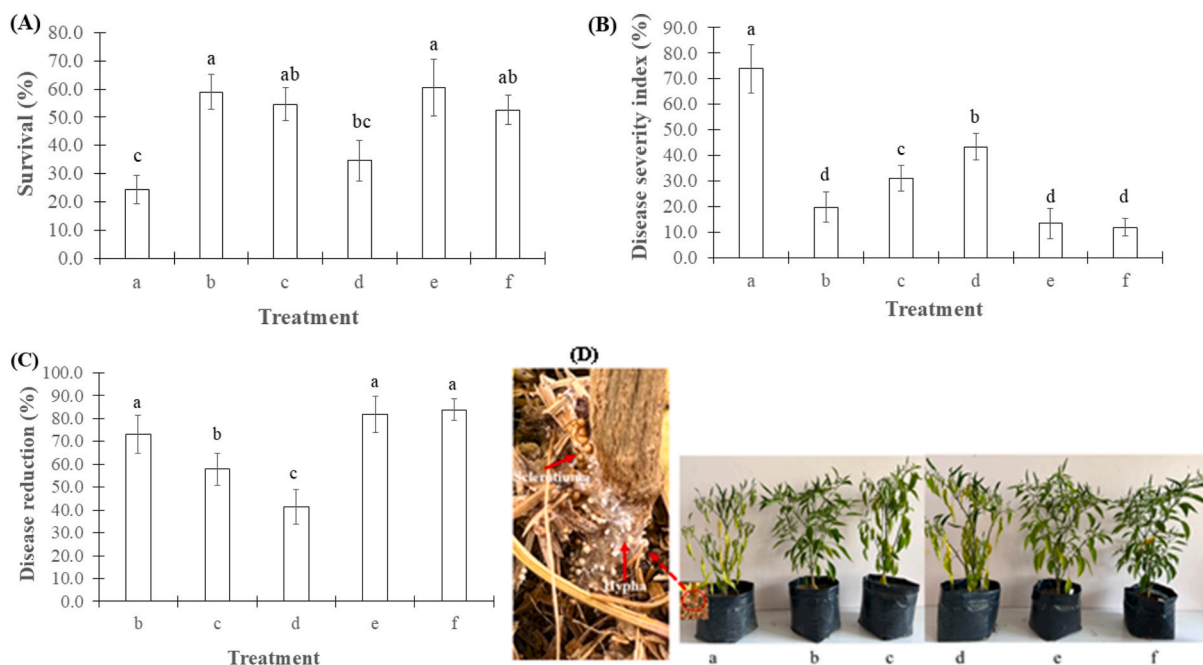 (A)
80.0
70.0
60.0
50.0
40.0
30.0
20.0
10.0
0.0
Survival (%)
c
a
ab
bc
a
ab
a b c d e f
Treatment
(B)
90.0
80.0
70.0
60.0
50.0
40.0
30.0
20.0
10.0
0.0
Disease severity index (%)
a
d
c
b
d
d
a b c d e f
Treatment
(C)
100.0
90.0
80.0
70.0
60.0
50.0
40.0
30.0
20.0
10.0
0.0
Disease reduction (%)
a
b
c
a
a
b c d e f
Treatment
(D)
Hypha
a b c d e f